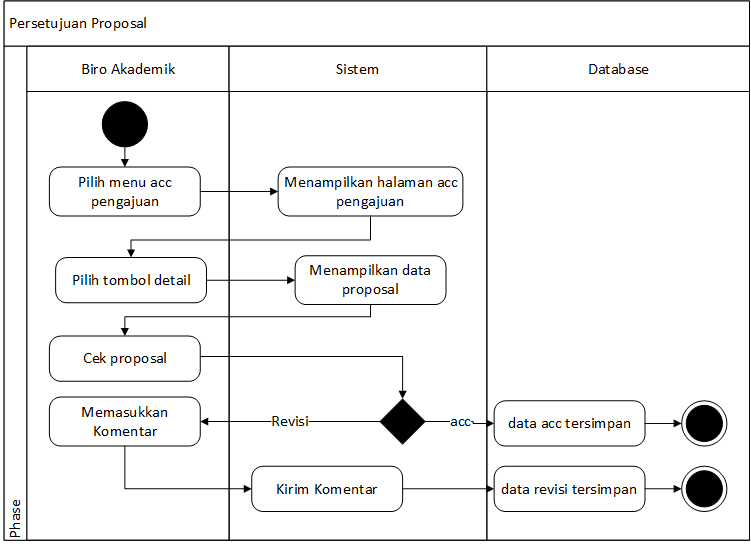 Persetujuan Proposal
Biro Akademik
Sistem
Database
Pilih menu acc
pengajuan
Menampilkan halaman acc
pengajuan
Pilih tombol detail
Menampilkan data
proposal
Cek proposal
Memasukkan
Komentar
Revisi
acc
data acc tersimpan
Kirim Komentar
data revisi tersimpan
Phase